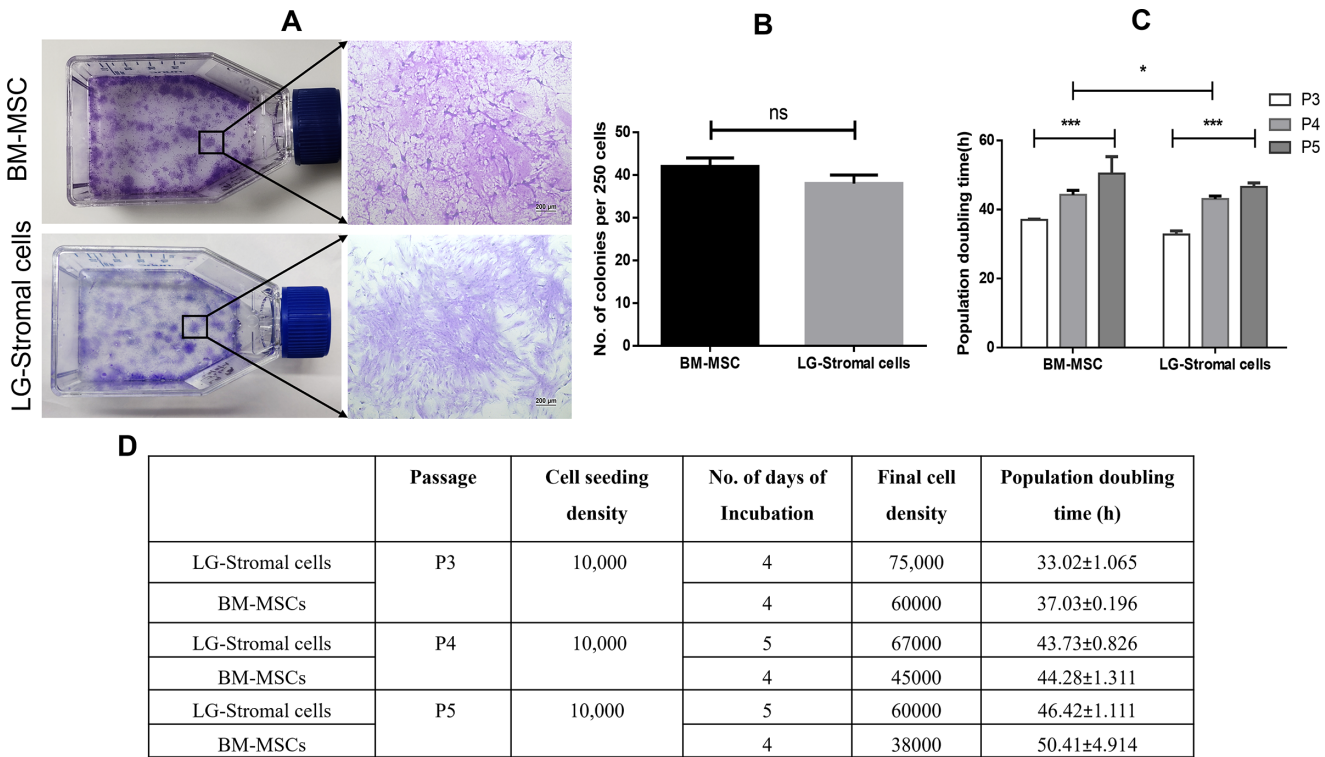 A
BM-MSC
200 µm
LG-Stromal cells
200 µm
B
No. of colonies per 250 cells
50
40
30
20
10
0
ns
BM-MSC
LG-Stromal cells
C
Population doubling time(h)
60
40
20
0
*
***
***
P3
P4
P5
BM-MSC
LG-Stromal cells
D
Passage
Cell seeding
density
No. of days of
Incubation
Final cell
density
Population doubling
time (h)
LG-Stromal cells P3 10,000 4 75,000 33.02±1.065
BM-MSCs 4 60000 37.03±0.196
LG-Stromal cells P4 10,000 5 67000 43.73±0.826
BM-MSCs 4 45000 44.28±1.311
LG-Stromal cells P5 10,000 5 60000 46.42±1.111
BM-MSCs 4 38000 50.41±4.914